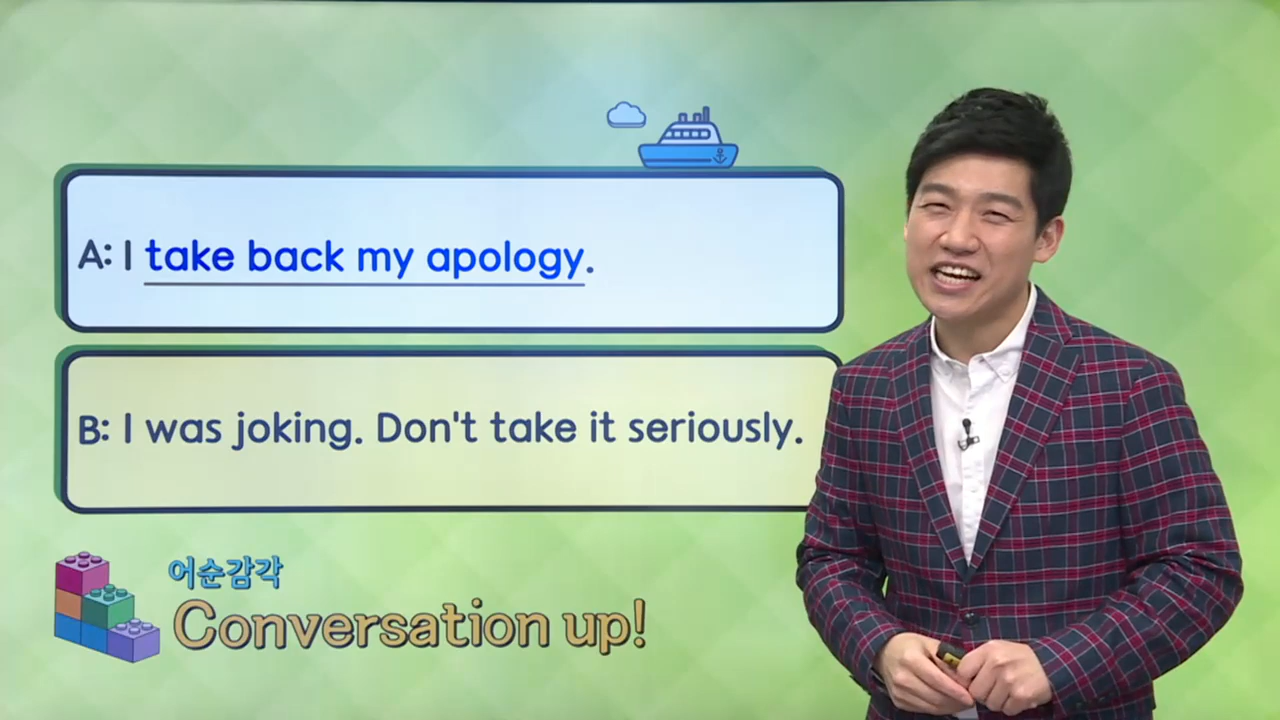 A: I take back my apology.
B: I was joking. Don't take it seriously.
어순감각
Conversation up!